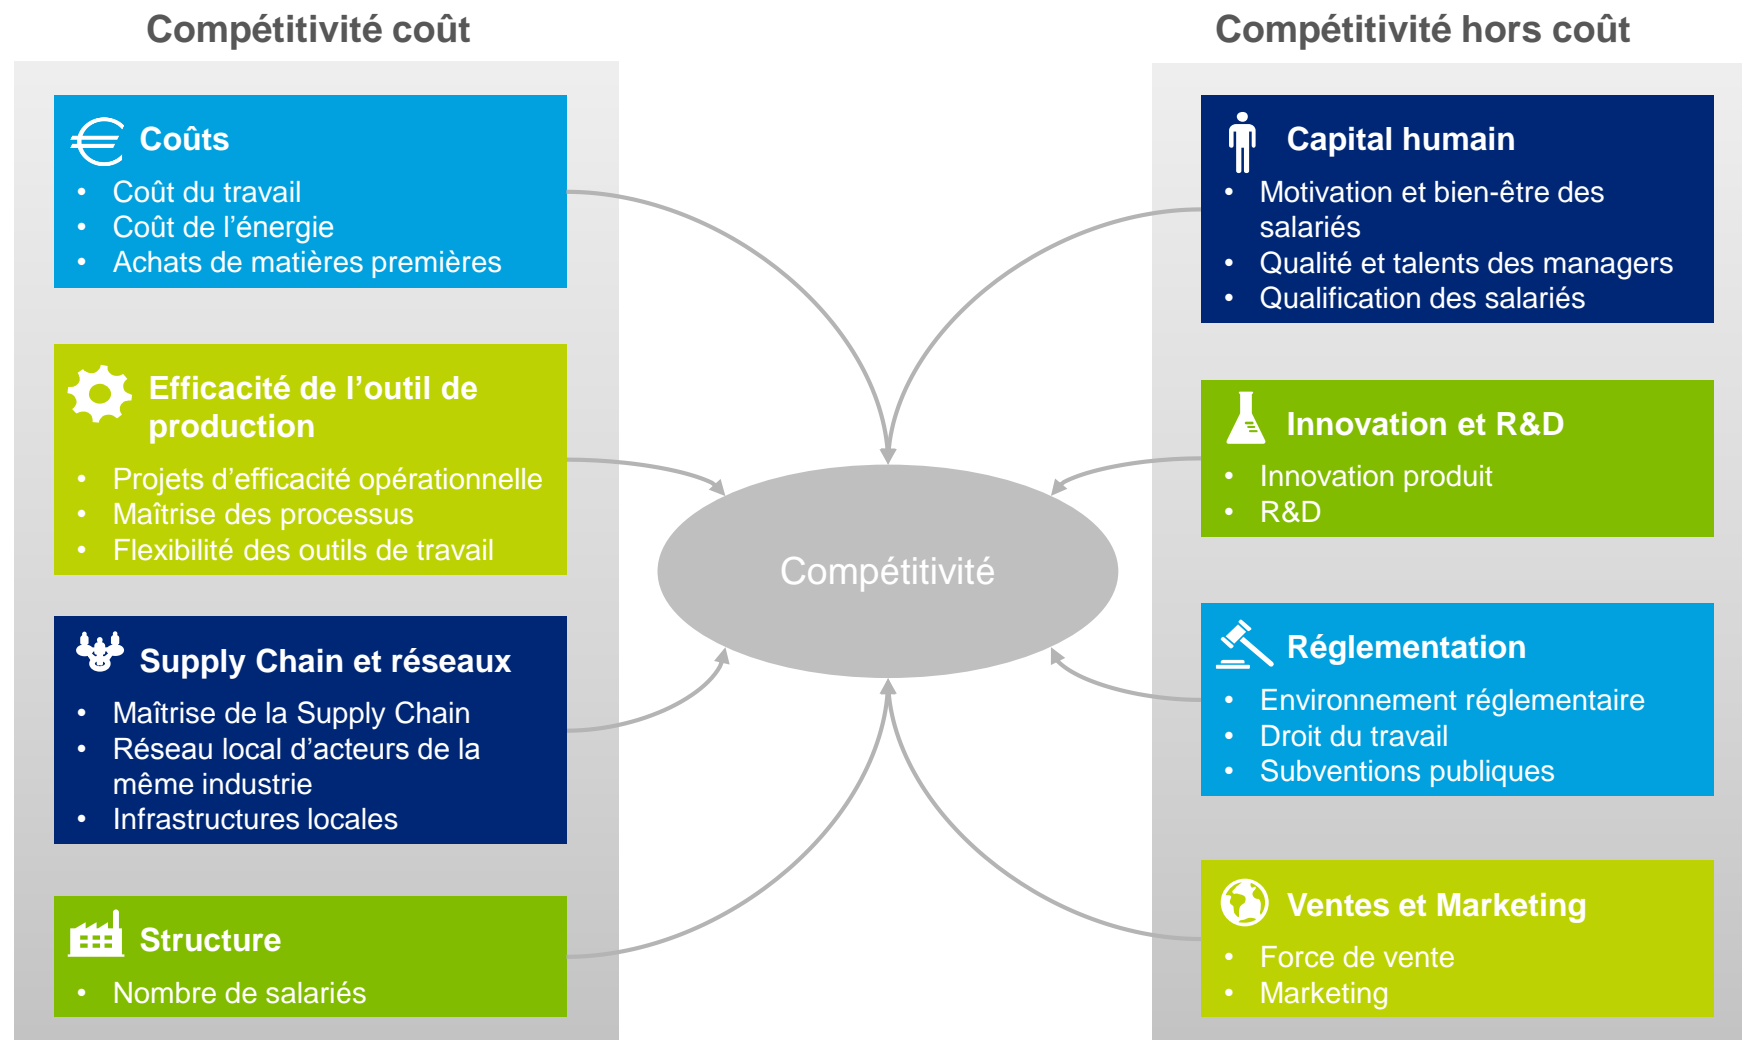 Compétitivité coût
Coûts
• Coût du travail
• Coût de l’énergie
• Achats de matières premières
Efficacité de l’outil de
production
• Projets d’efficacité opérationnelle
• Maîtrise des processus
• Flexibilité des outils de travail
Supply Chain et réseaux
• Maîtrise de la Supply Chain
• Réseau local d’acteurs de la
même industrie
• Infrastructures locales
Structure
• Nombre de salariés
Compétitivité
Compétitivité hors coût
Capital humain
• Motivation et bien-être des
salariés
• Qualité et talents des managers
• Qualification des salariés
Innovation et R&D
• Innovation produit
• R&D
Réglementation
• Environnement réglementaire
• Droit du travail
• Subventions publiques
Ventes et Marketing
• Force de vente
• Marketing